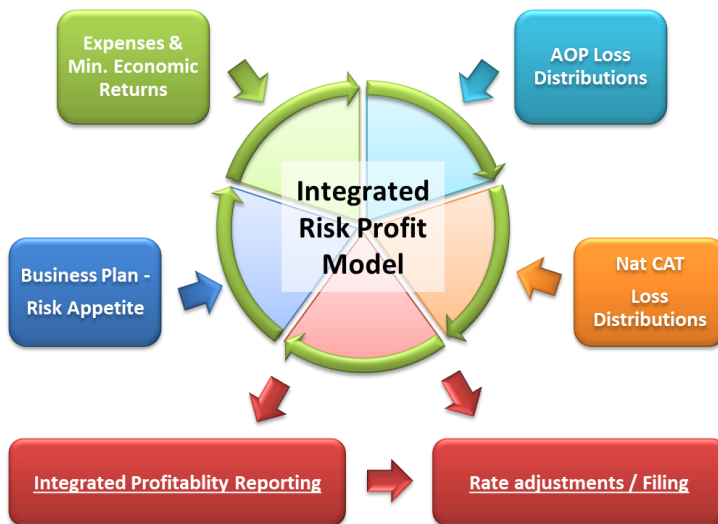 Expenses &
Min. Economic
Returns
AOP Loss
Distributions
Integrated
Risk Profit
Model
Business Plan -
Risk Appetite
Nat CAT
Loss
Distributions
Integrated Profitablity Reporting
Rate adjustments / Filing